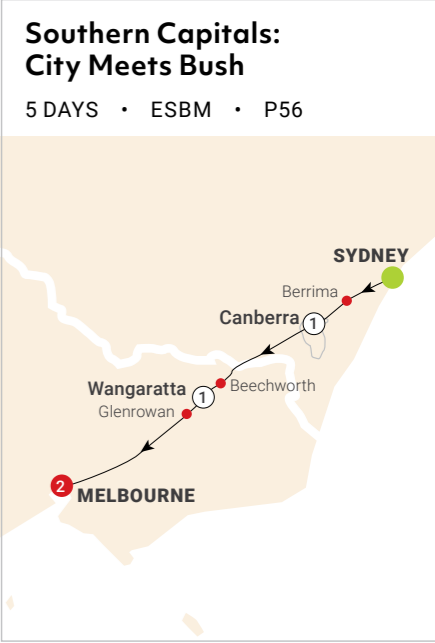 Southern Capitals:
City Meets Bush
5 DAYS • ESBM • P56
SYDNEY
Berrima
Canberra 1
Wangaratta 1
Beechworth
Glenrowan
2 MELBOURNE